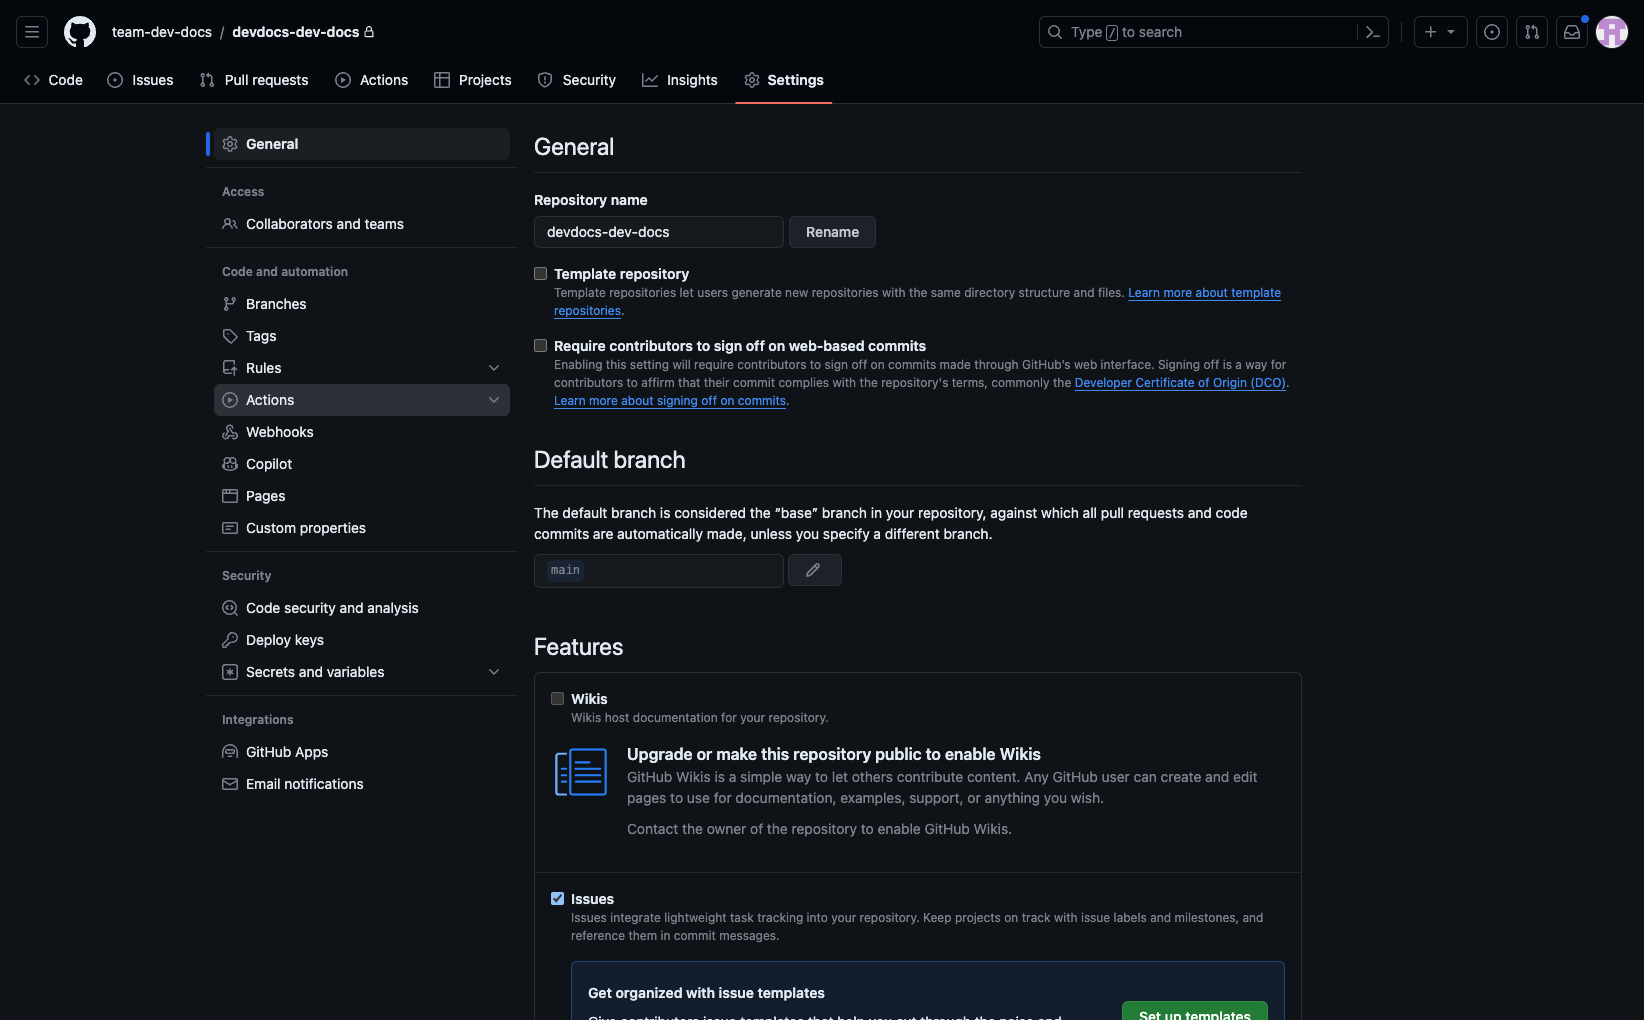 team-dev-docs / devdocs-dev-docs
Type / to search
Code
Issues
Pull requests
Actions
Projects
Security
Insights
Settings
General
Access
Collaborators and teams
Code and automation
Branches
Tags
Rules
Actions
Webhooks
Copilot
Pages
Custom properties
Security
Code security and analysis
Deploy keys
Secrets and variables
Integrations
GitHub Apps
Email notifications
General
Repository name
devdocs-dev-docs
Rename
Template repository
Template repositories let users generate new repositories with the same directory structure and files. Learn more about template
repositories.
Require contributors to sign off on web-based commits
Enabling this setting will require contributors to sign off on commits made through GitHub’s web interface. Signing off is a way for
contributors to affirm that their commit complies with the repository's terms, commonly the Developer Certificate of Origin (DCO).
Learn more about signing off on commits.
Default branch
The default branch is considered the “base” branch in your repository, against which all pull requests and code
commits are automatically made, unless you specify a different branch.
main
Features
Wikis
Wikis host documentation for your repository.
Upgrade or make this repository public to enable Wikis
GitHub Wikis is a simple way to let others contribute content. Any GitHub user can create and edit
pages to use for documentation, examples, support, or anything you wish.
Contact the owner of the repository to enable GitHub Wikis.
Issues
Issues integrate lightweight task tracking into your repository. Keep projects on track with issue labels and milestones, and
reference them in commit messages.
Get organized with issue templates
Set up templates
Give contributors issue templates that help you cut through the noise and